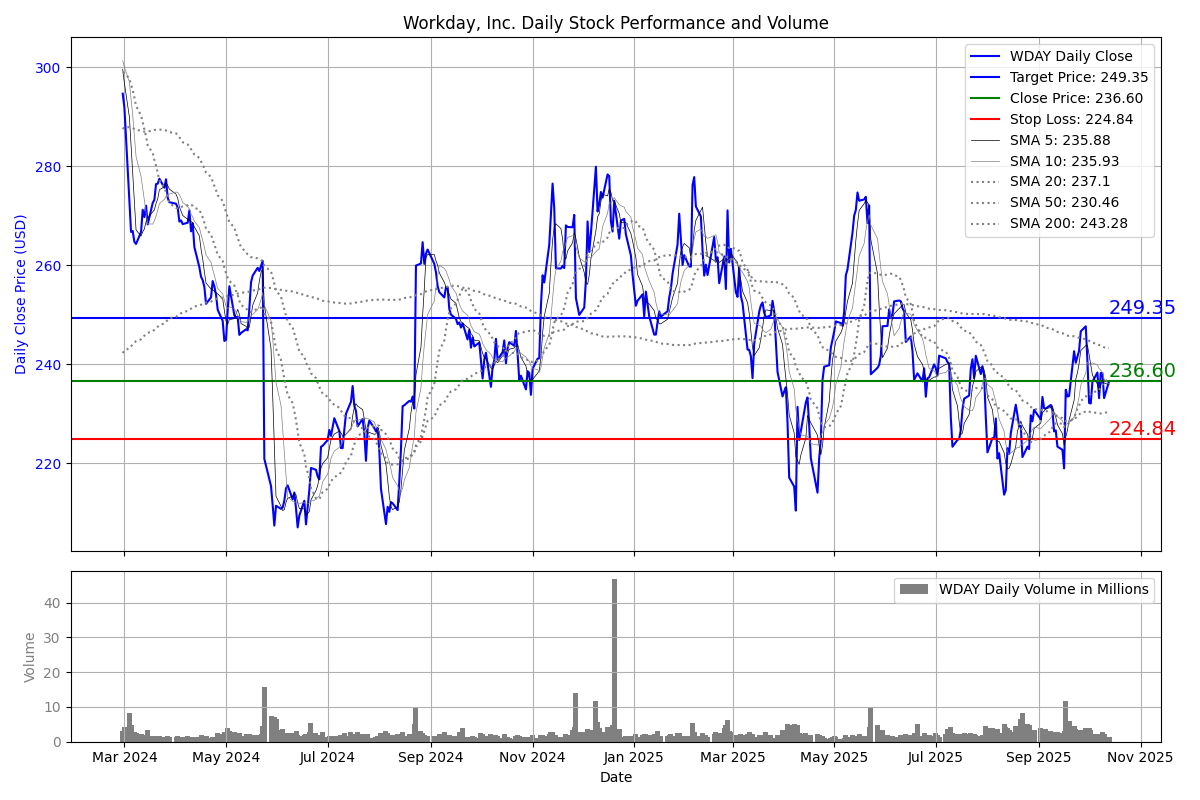 Workday, Inc. Daily Stock Performance and Volume
Daily Close Price (USD)
300
280
260
240
220
WDAY Daily Close
Target Price: 249.35
Close Price: 236.60
Stop Loss: 224.84
SMA 5: 235.88
SMA 10: 235.93
SMA 20: 237.1
SMA 50: 230.46
SMA 200: 243.28
249.35
236.60
224.84
Volume
40
30
20
10
0
WDAY Daily Volume in Millions
Mar 2024 May 2024 Jul 2024 Sep 2024 Nov 2024 Jan 2025 Mar 2025 May 2025 Jul 2025 Sep 2025 Nov 2025
Date